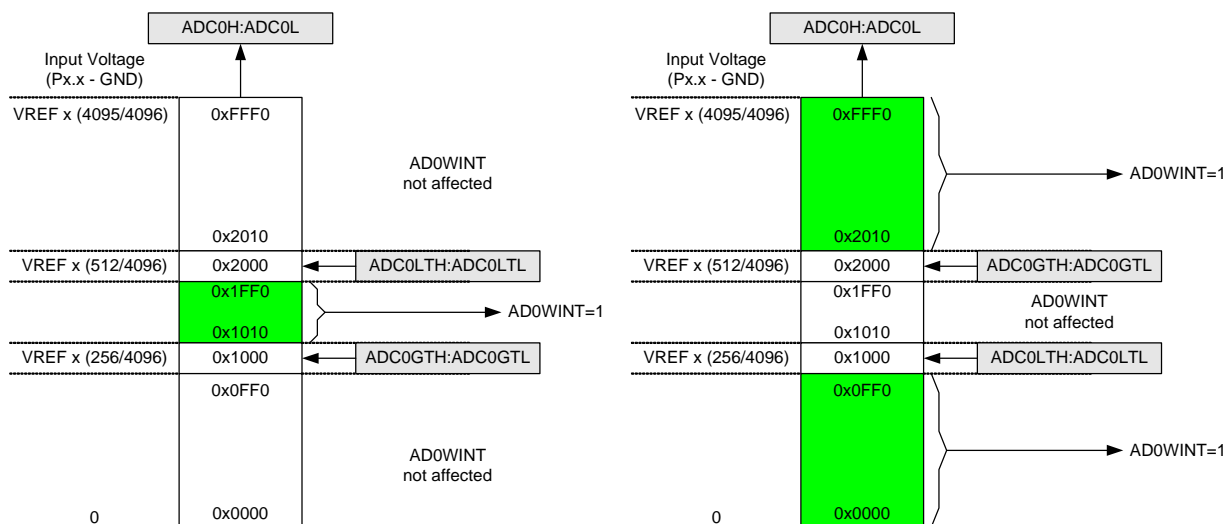 ADC0H:ADC0L
Input Voltage
(Px.x - GND)
VREF x (4095/4096)
0xFFF0
AD0WINT
not affected
0x2010
VREF x (512/4096)
0x2000
ADC0LTH:ADC0LTL
0x1FF0
AD0WINT=1
0x1010
VREF x (256/4096)
0x1000
ADC0GTH:ADC0GTL
0x0FF0
AD0WINT
not affected
0
0x0000
ADC0H:ADC0L
Input Voltage
(Px.x - GND)
VREF x (4095/4096)
0xFFF0
AD0WINT=1
0x2010
VREF x (512/4096)
0x2000
ADC0GTH:ADC0GTL
0x1FF0
AD0WINT
not affected
0x1010
VREF x (256/4096)
0x1000
ADC0LTH:ADC0LTL
0x0FF0
AD0WINT=1
0
0x0000